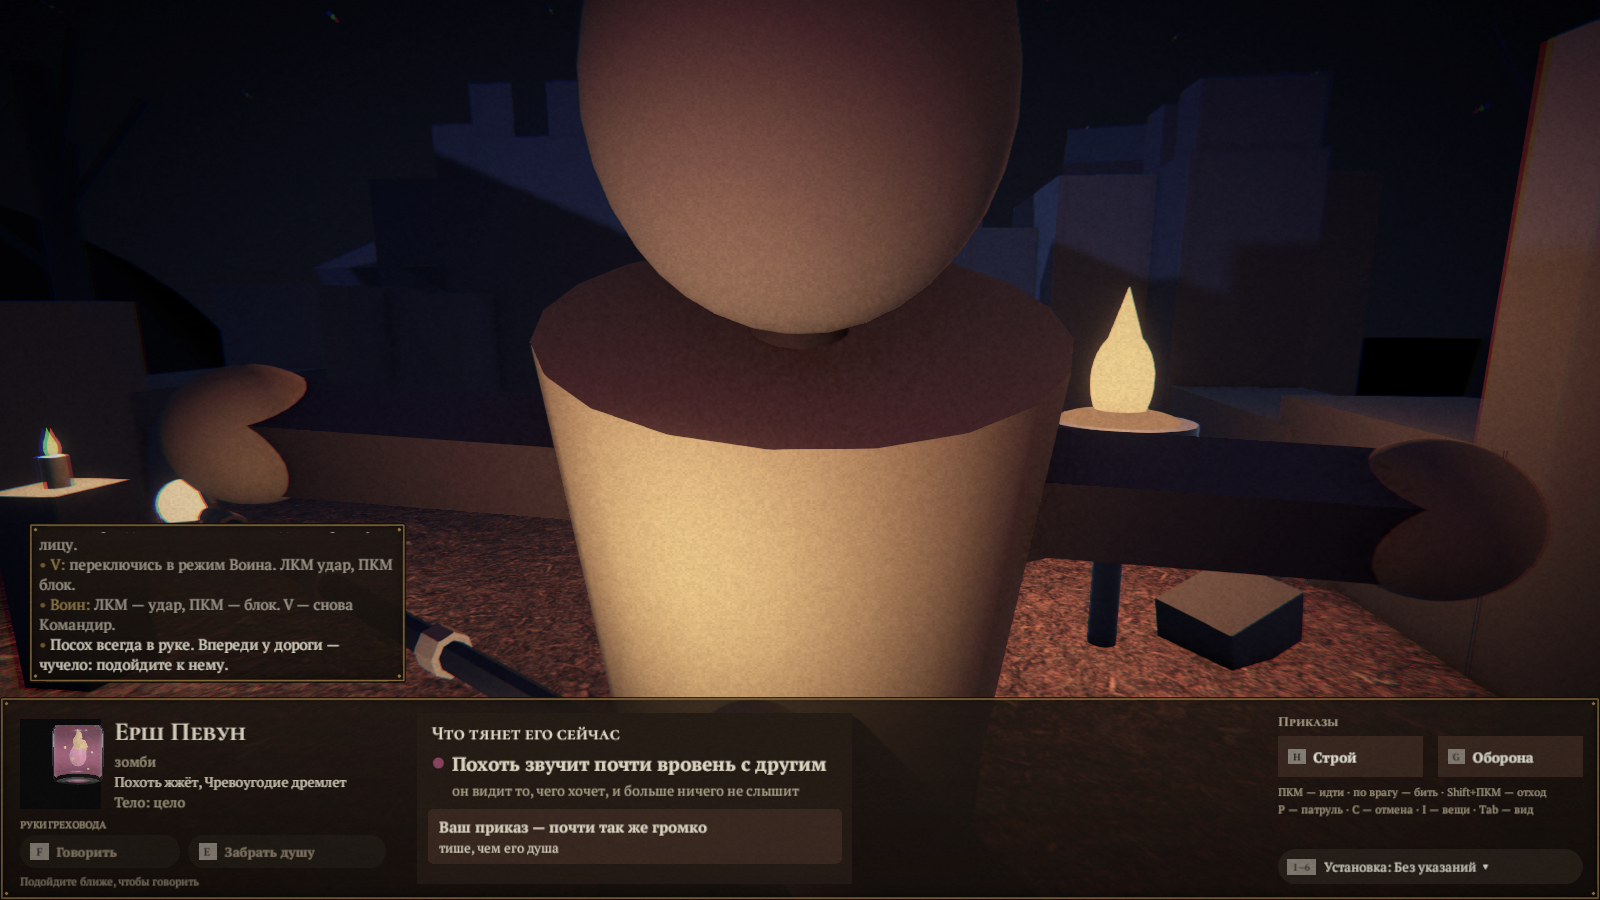 лицу.
• V: переключись в режим Воина. ЛКМ удар, ПКМ
блок.
• Воин: ЛКМ — удар, ПКМ — блок. V — снова
Командир.
• Посох всегда в руке. Впереди у дороги —
чучело: подойдите к нему.
Ерш Певун
зомби
Похоть жжёт, Чревоугодие дремлет
Тело: цело
РУКИ ГРЕХОВОДА
F Говорить
E Забрать душу
Подойдите ближе, чтобы говорить
Что тянет его сейчас
Похоть звучит почти вровень с другим
он видит то, чего хочет, и больше ничего не слышит
Ваш приказ — почти так же громко
тише, чем его душа
Приказы
H Строй
G Оборона
ПКМ — идти · по врагу — бить · Shift+ПКМ — отход
P — патруль · C — отмена · I — вещи · Tab — вид
1–6 Установка: Без указаний ▾